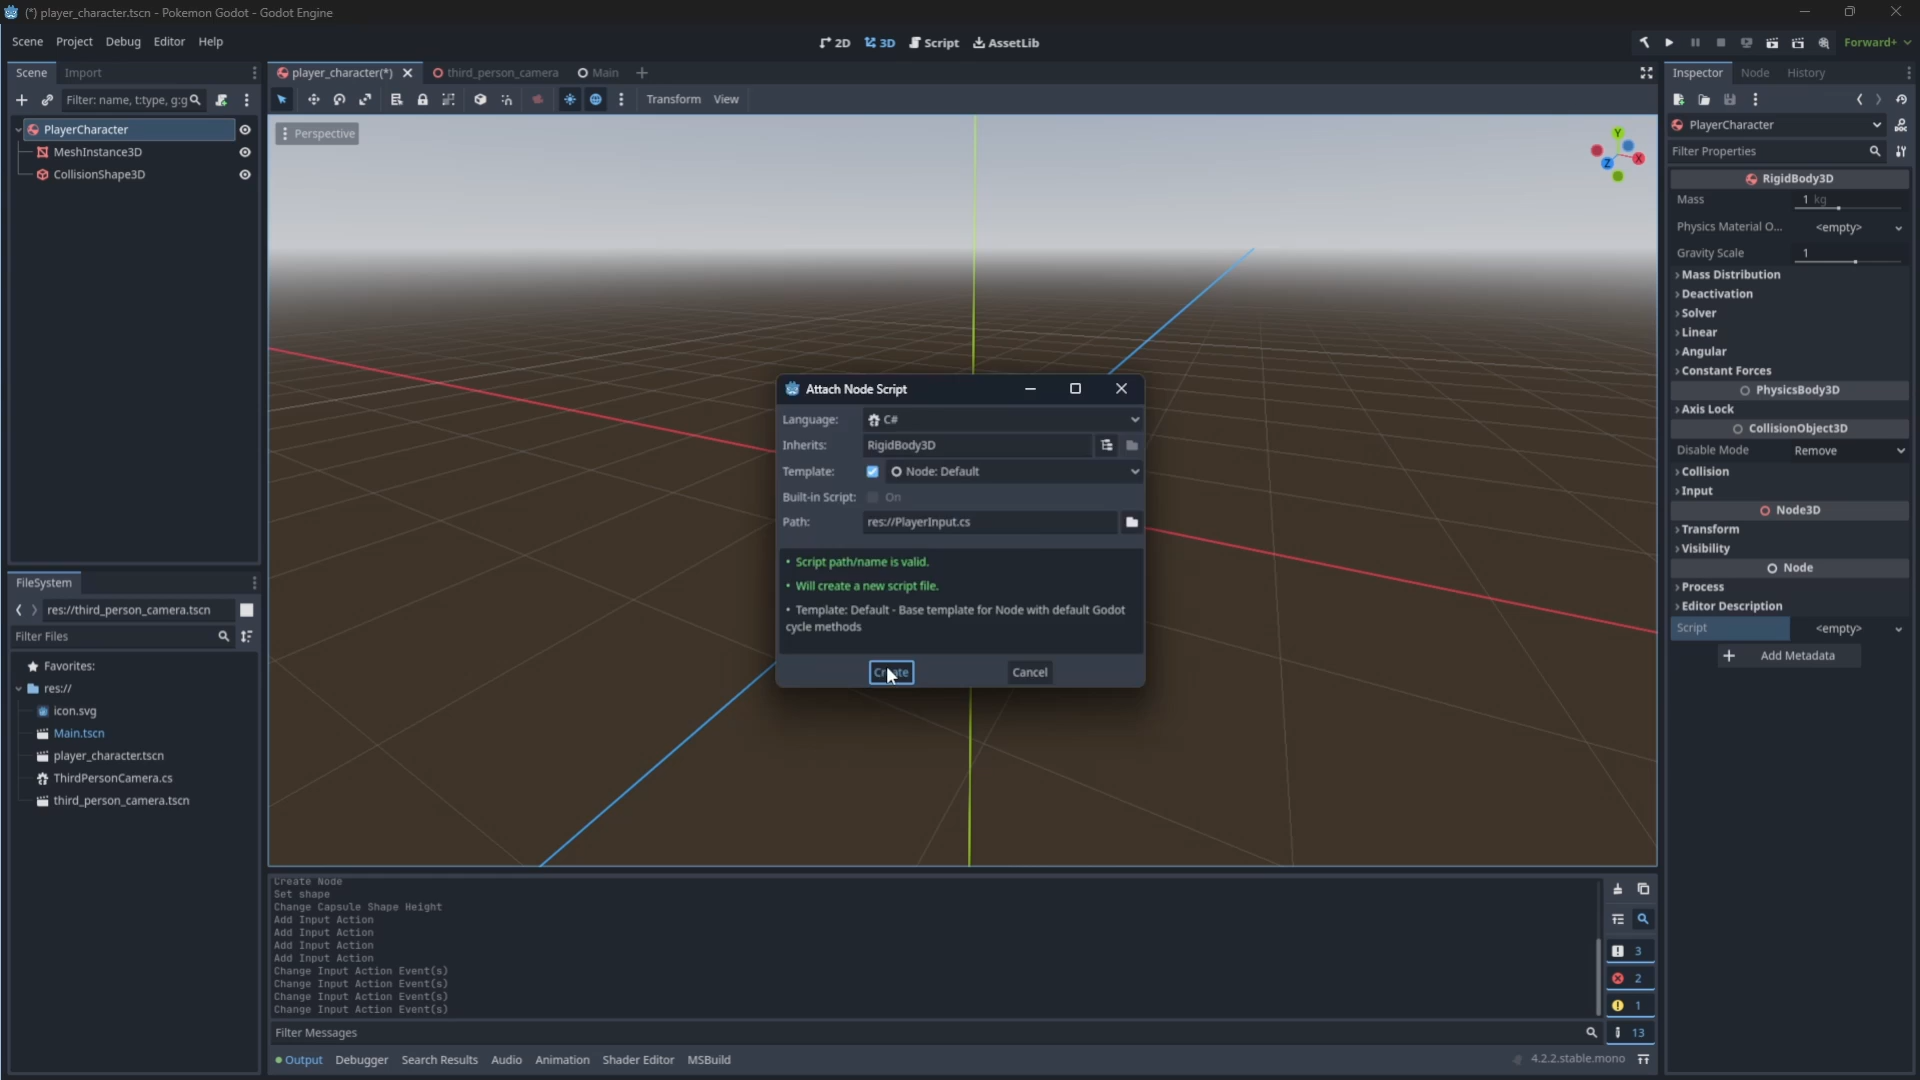 (*) player_character.tscn - Pokemon Godot - Godot Engine
Scene Project Debug Editor Help
2D 3D Script AssetLib
Forward+
Scene Import
player_character(*) third_person_camera Main
Inspector Node History
Filter: name, t:type, g:g
Transform View
PlayerCharacter
MeshInstance3D
CollisionShape3D
Perspective
Y
X
Z
PlayerCharacter
Filter Properties
RigidBody3D
Mass 1 kg
Physics Material O... <empty>
Gravity Scale 1
Mass Distribution
Deactivation
Solver
Linear
Angular
Constant Forces
PhysicsBody3D
Axis Lock
CollisionObject3D
Disable Mode Remove
Collision
Input
Node3D
Transform
Visibility
Node
Process
Editor Description
Script <empty>
Add Metadata
Attach Node Script
Language: C#
Inherits: RigidBody3D
Template: Node: Default
Built-in Script: On
Path: res://PlayerInput.cs
• Script path/name is valid.
• Will create a new script file.
• Template: Default - Base template for Node with default Godot
cycle methods
Cancel
FileSystem
res://third_person_camera.tscn
Filter Files
Favorites:
res://
icon.svg
Main.tscn
player_character.tscn
ThirdPersonCamera.cs
third_person_camera.tscn
Create Node
Set shape
Change Capsule Shape Height
Add Input Action
Add Input Action
Add Input Action
Add Input Action
Change Input Action Event(s)
Change Input Action Event(s)
Change Input Action Event(s)
Change Input Action Event(s)
3
2
1
13
Filter Messages
Output Debugger Search Results Audio Animation Shader Editor MSBuild
4.2.2.stable.mono